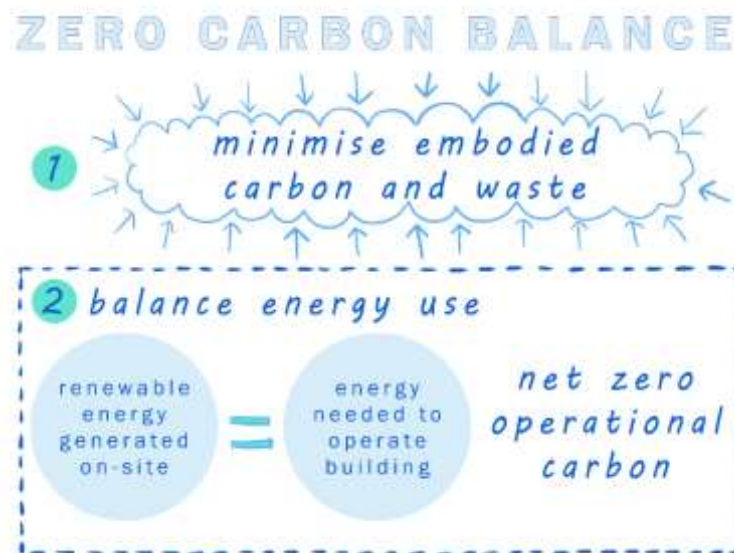 ZERO CARBON BALANCE
1
minimise embodied
carbon and waste
2 balance energy use
renewable
energy
generated
on-site
=
energy
needed to
operate
building
net zero
operational
carbon